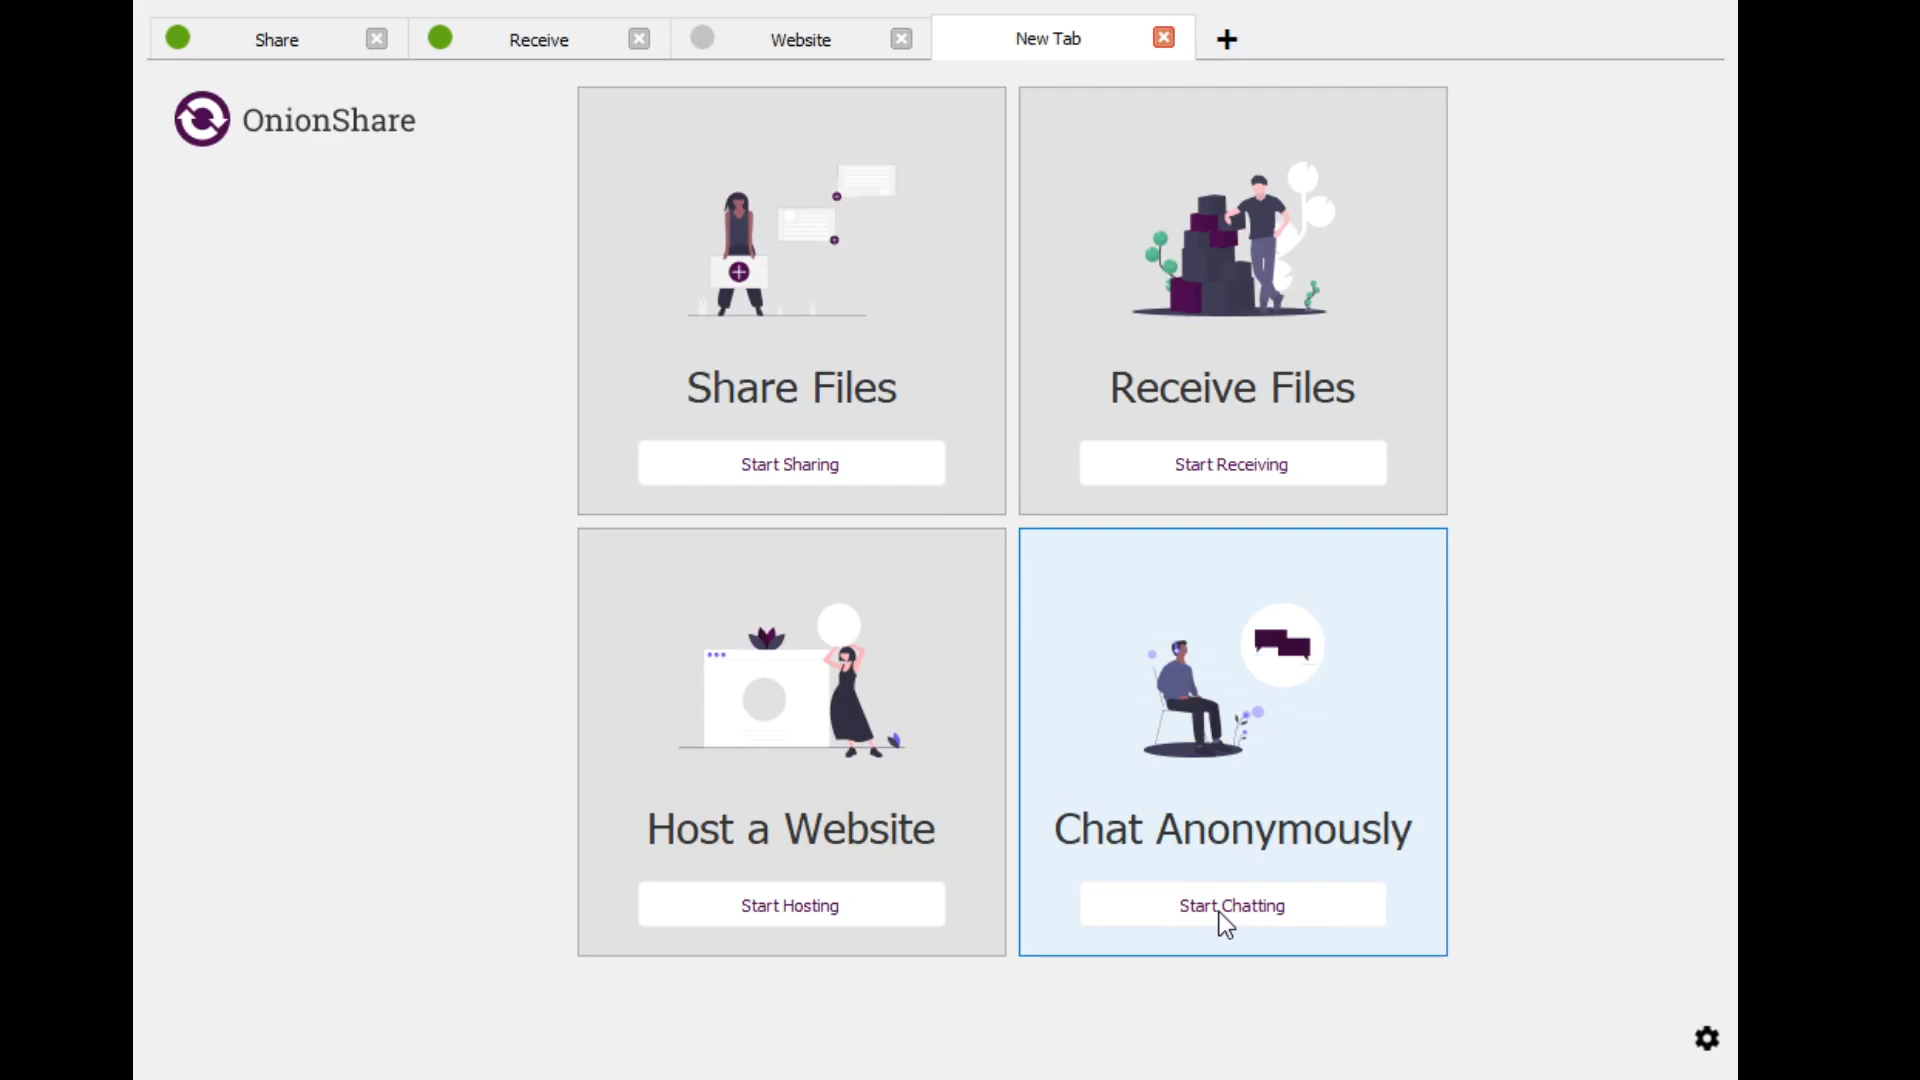 Share
Receive
Website
New Tab
OnionShare
Share Files
Receive Files
Start Sharing
Start Receiving
Host a Website
Chat Anonymously
Start Hosting
Start Chatting